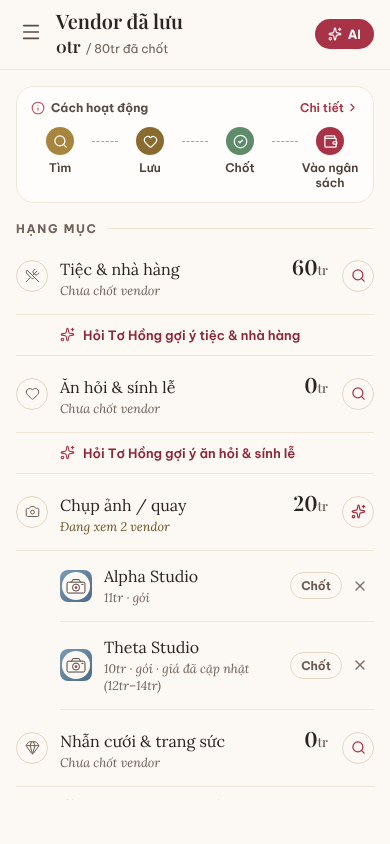 Vendor đã lưu
0tr / 80tr đã chốt
AI
Cách hoạt động
Chi tiết
Tìm
Lưu
Chốt
Vào ngân
sách
HẠNG MỤC
Tiệc & nhà hàng
60tr
Chưa chốt vendor
Hỏi Tơ Hồng gợi ý tiệc & nhà hàng
Ăn hỏi & sính lễ
0tr
Chưa chốt vendor
Hỏi Tơ Hồng gợi ý ăn hỏi & sính lễ
Chụp ảnh / quay
20tr
Đang xem 2 vendor
Alpha Studio
11tr · gói
Chốt
Theta Studio
10tr · gói · giá đã cập nhật
(12tr–14tr)
Chốt
Nhẫn cưới & trang sức
0tr
Chưa chốt vendor